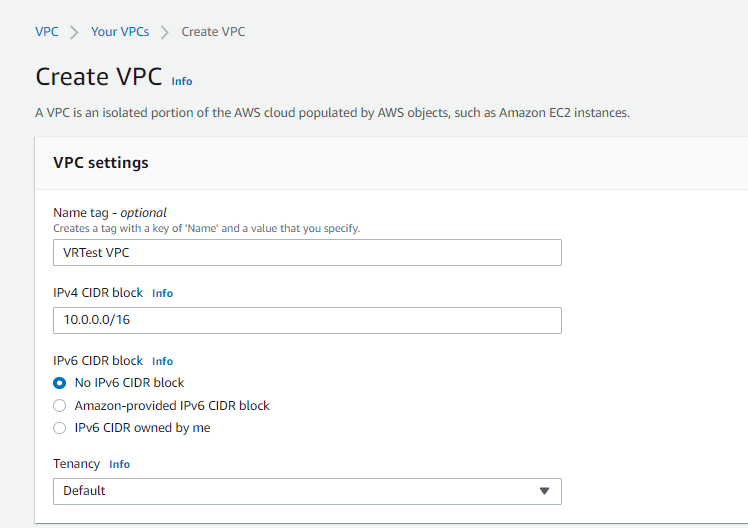 VPC > Your VPCs > Create VPC
Create VPC Info
A VPC is an isolated portion of the AWS cloud populated by AWS objects, such as Amazon EC2 instances.
VPC settings
Name tag - optional
Creates a tag with a key of 'Name' and a value that you specify.
VRTest VPC
IPv4 CIDR block Info
10.0.0.0/16
IPv6 CIDR block Info
No IPv6 CIDR block
Amazon-provided IPv6 CIDR block
IPv6 CIDR owned by me
Tenancy Info
Default